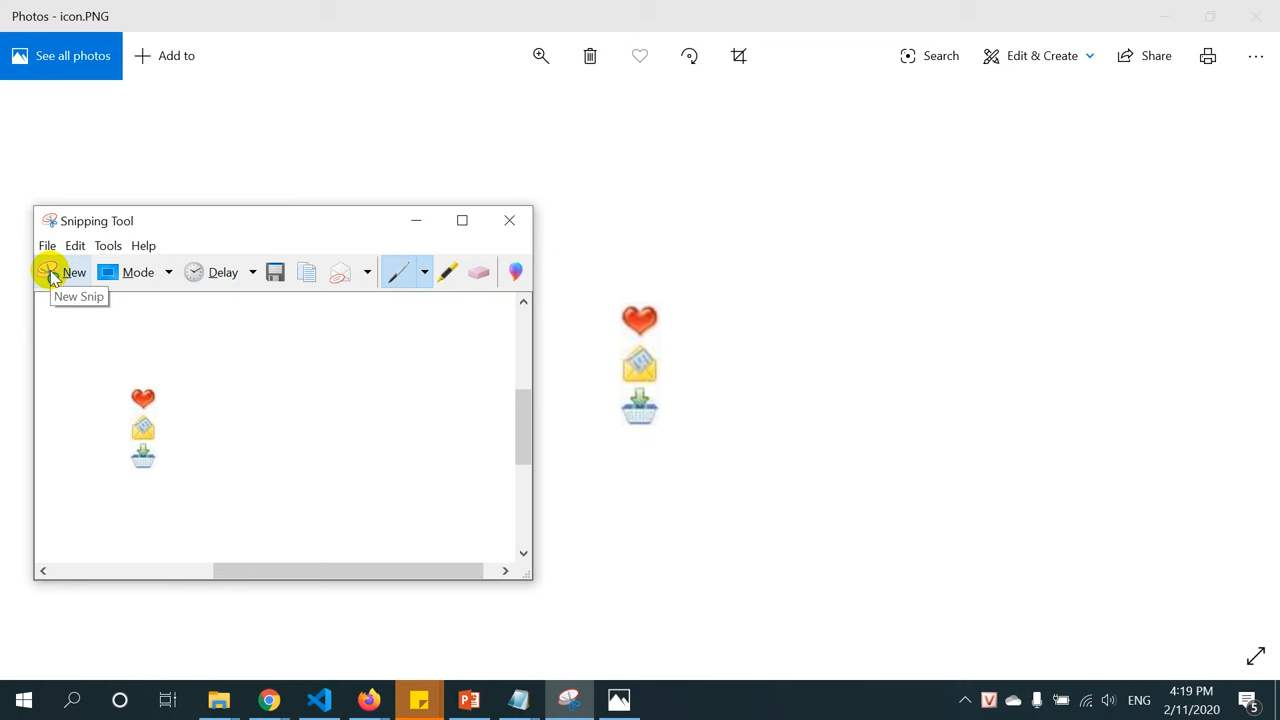 Photos - icon.PNG
See all photos
Add to
Search
Edit & Create
Share
Snipping Tool
File Edit Tools Help
New Mode Delay
New Snip
ENG
4:19 PM
2/11/2020
5